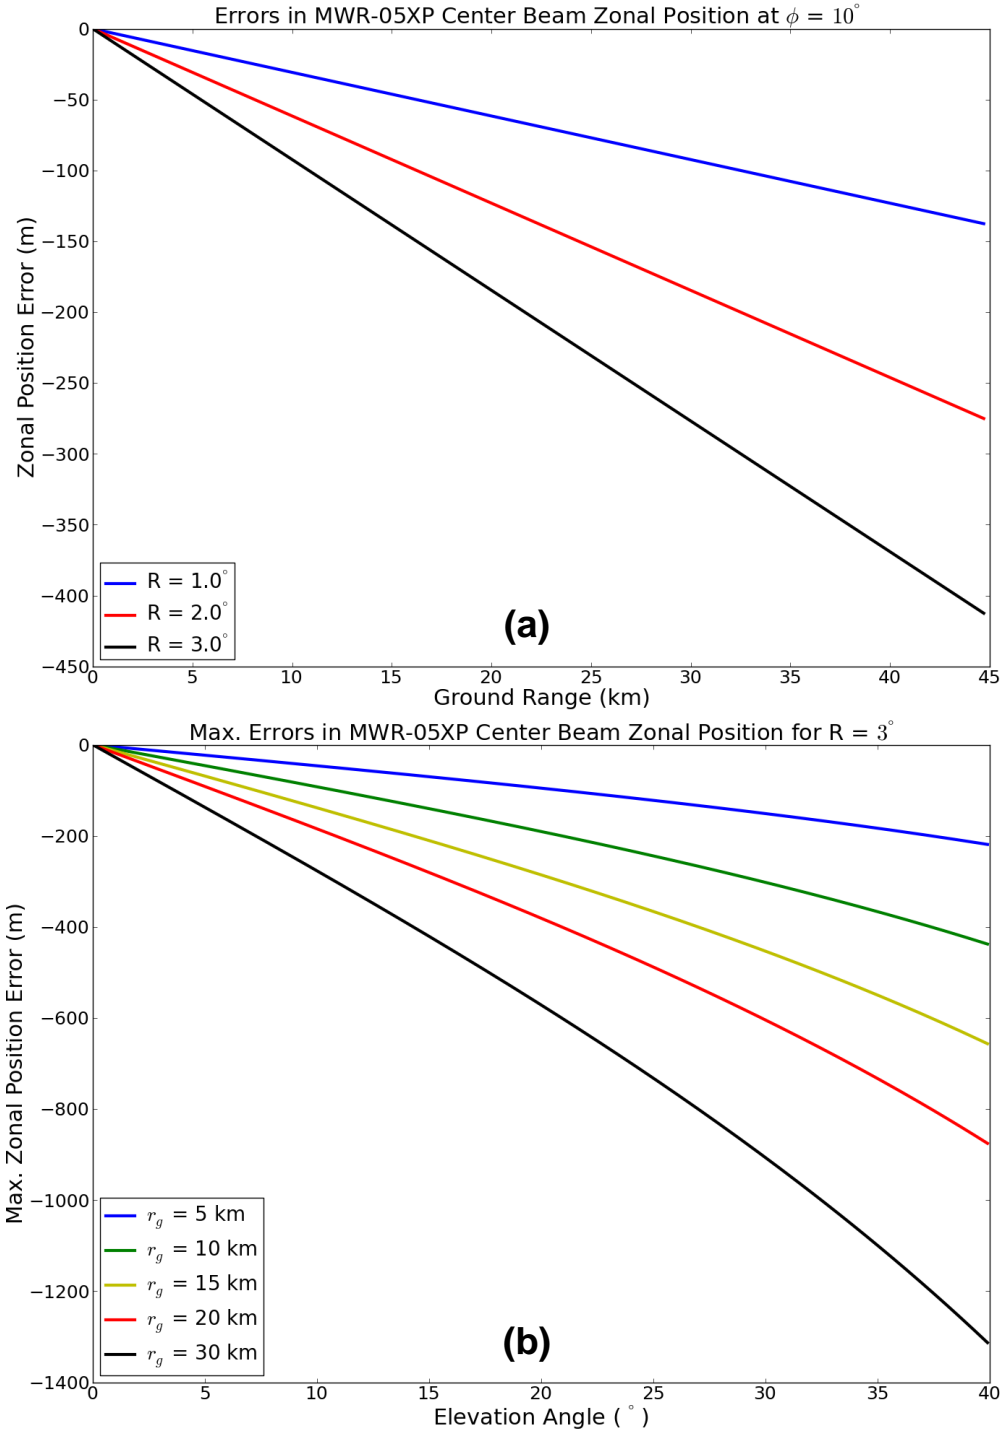 Errors in MWR-05XP Center Beam Zonal Position at ϕ = 10°
0
−50
−100
−150
−200
−250
−300
−350
−400
−450
Zonal Position Error (m)
R = 1.0°
R = 2.0°
R = 3.0°
(a)
0 5 10 15 20 25 30 35 40 45
Ground Range (km)
Max. Errors in MWR-05XP Center Beam Zonal Position for R = 3°
0
−200
−400
−600
−800
−1000
−1200
−1400
Max. Zonal Position Error (m)
r_g = 5 km
r_g = 10 km
r_g = 15 km
r_g = 20 km
r_g = 30 km
(b)
0 5 10 15 20 25 30 35 40
Elevation Angle ( ° )